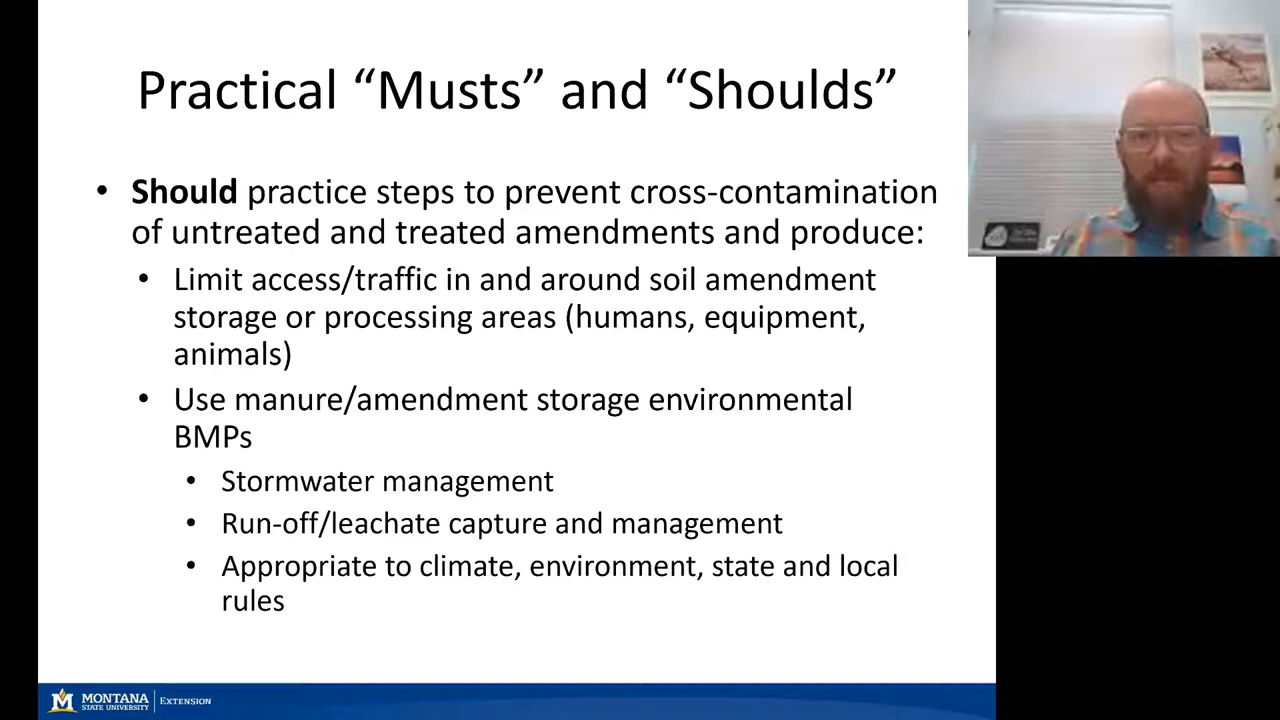 Practical “Musts” and “Shoulds”
• Should practice steps to prevent cross-contamination
of untreated and treated amendments and produce:
• Limit access/traffic in and around soil amendment
storage or processing areas (humans, equipment,
animals)
• Use manure/amendment storage environmental
BMPs
• Stormwater management
• Run-off/leachate capture and management
• Appropriate to climate, environment, state and local
rules
M MONTANA
STATE UNIVERSITY
EXTENSION